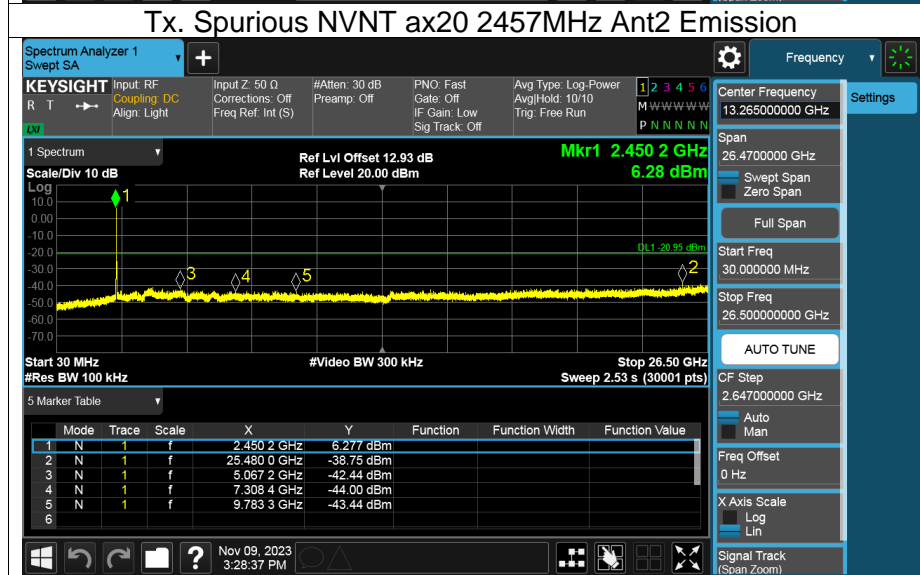 Tx. Spurious NVNT ax20 2457MHz Ant2 Emission
Spectrum Analyzer 1
Swept SA
+
Frequency
KEYSIGHT
R T
LXI
Input: RF
Coupling: DC
Align: Light
Input Z: 50 Ω
Corrections: Off
Freq Ref: Int (S)
#Atten: 30 dB
Preamp: Off
PNO: Fast
Gate: Off
IF Gain: Low
Sig Track: Off
Avg Type: Log-Power
Avg|Hold: 10/10
Trig: Free Run
1 2 3 4 5 6
M W W W W W
P N N N N N
1 Spectrum
Scale/Div 10 dB
Ref Lvl Offset 12.93 dB
Ref Level 20.00 dBm
Mkr1 2.450 2 GHz
6.28 dBm
Log
10.0
0.00
-10.0
-20.0
-30.0
-40.0
-50.0
-60.0
-70.0
1
DL1 -20.95 dBm
2
3
4
5
Start 30 MHz
#Video BW 300 kHz
Stop 26.50 GHz
#Res BW 100 kHz
Sweep 2.53 s (30001 pts)
5 Marker Table
Mode Trace Scale X Y Function Function Width Function Value
1 N 1 f 2.450 2 GHz 6.277 dBm
2 N 1 f 25.480 0 GHz -38.75 dBm
3 N 1 f 5.067 2 GHz -42.44 dBm
4 N 1 f 7.308 4 GHz -44.00 dBm
5 N 1 f 9.783 3 GHz -43.44 dBm
6
?
Nov 09, 2023
3:28:37 PM
Center Frequency
13.265000000 GHz
Settings
Span
26.4700000 GHz
Swept Span
Zero Span
Full Span
Start Freq
30.000000 MHz
Stop Freq
26.500000000 GHz
AUTO TUNE
CF Step
2.647000000 GHz
Auto
Man
Freq Offset
0 Hz
X Axis Scale
Log
Lin
Signal Track
(Span Zoom)